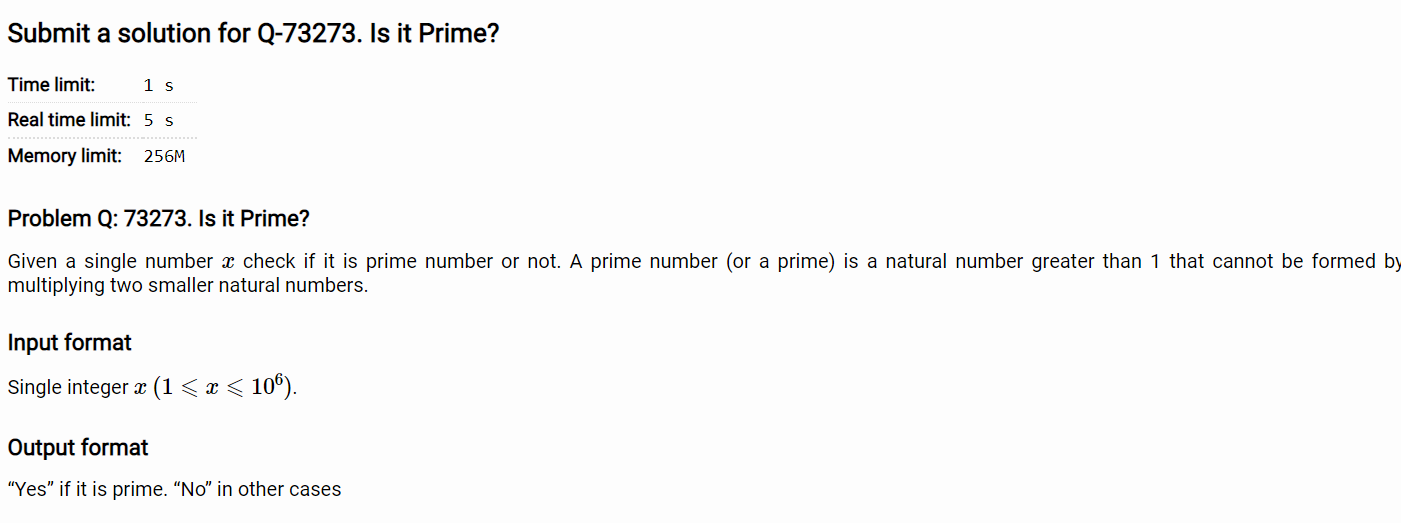 Submit a solution for Q-73273. Is it Prime?
Time limit: 1 s
Real time limit: 5 s
Memory limit: 256M
Problem Q: 73273. Is it Prime?
Given a single number x check if it is prime number or not. A prime number (or a prime) is a natural number greater than 1 that cannot be formed by
multiplying two smaller natural numbers.
Input format
Single integer x (1 ⩽ x ⩽ 10⁶).
Output format
“Yes” if it is prime. “No” in other cases